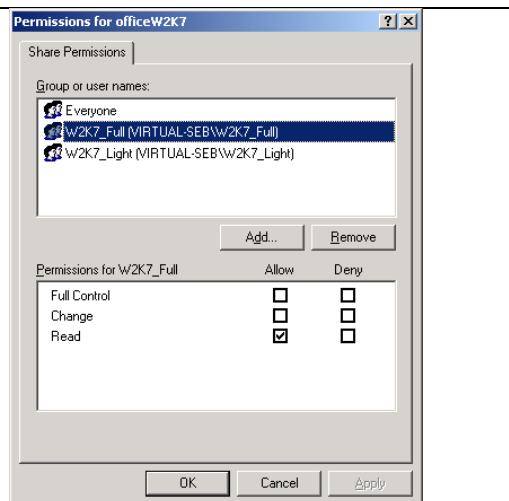 Permissions for officeW2K7
Share Permissions
Group or user names:
Everyone
W2K7_Full (VIRTUAL-SEB\W2K7_Full)
W2K7_Light (VIRTUAL-SEB\W2K7_Light)
Add... Remove
Permissions for W2K7_Full Allow Deny
Full Control
Change
Read
OK Cancel Apply